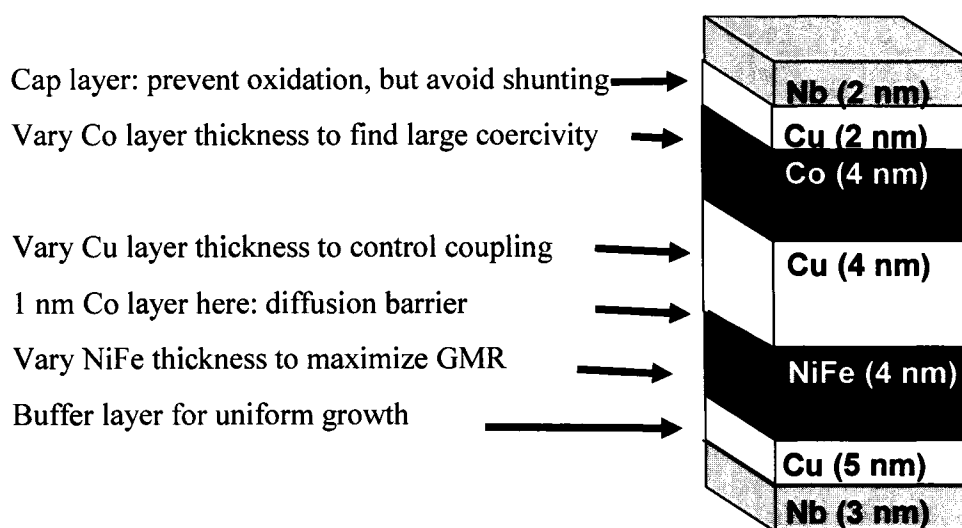 Cap layer: prevent oxidation, but avoid shunting
Nb (2 nm)
Vary Co layer thickness to find large coercivity
Cu (2 nm)
Co (4 nm)
Vary Cu layer thickness to control coupling
Cu (4 nm)
1 nm Co layer here: diffusion barrier
Vary NiFe thickness to maximize GMR
NiFe (4 nm)
Buffer layer for uniform growth
Cu (5 nm)
Nb (3 nm)